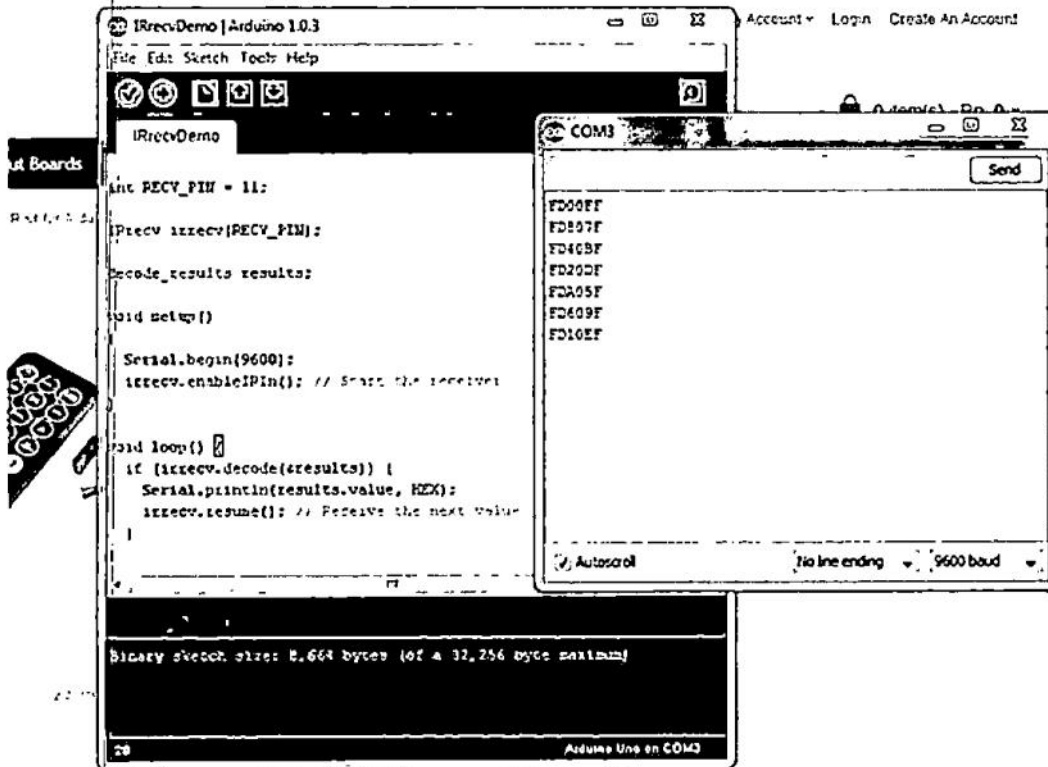 IRrecvDemo | Arduino 1.0.3
File Edit Sketch Tools Help
IRrecvDemo
int RECV_PIN = 11;
IRrecv irrecv(RECV_PIN);
decode_results results;
void setup()
Serial.begin(9600);
irrecv.enableIRIn(); // Start the receiver
void loop() {
if (irrecv.decode(&results)) {
Serial.println(results.value, HEX);
irrecv.resume(); // Receive the next value
}
Binary sketch size: 8,664 bytes (of a 32,256 byte maximum)
28
Arduino Uno on COM3
Account Login Create An Account
0 item(s)
ut Boards
COM3
Send
FD00FF
FD807F
FD40BF
FD20DF
FDA05F
FD609F
FD10EF
Autoscroll
No line ending
9600 baud